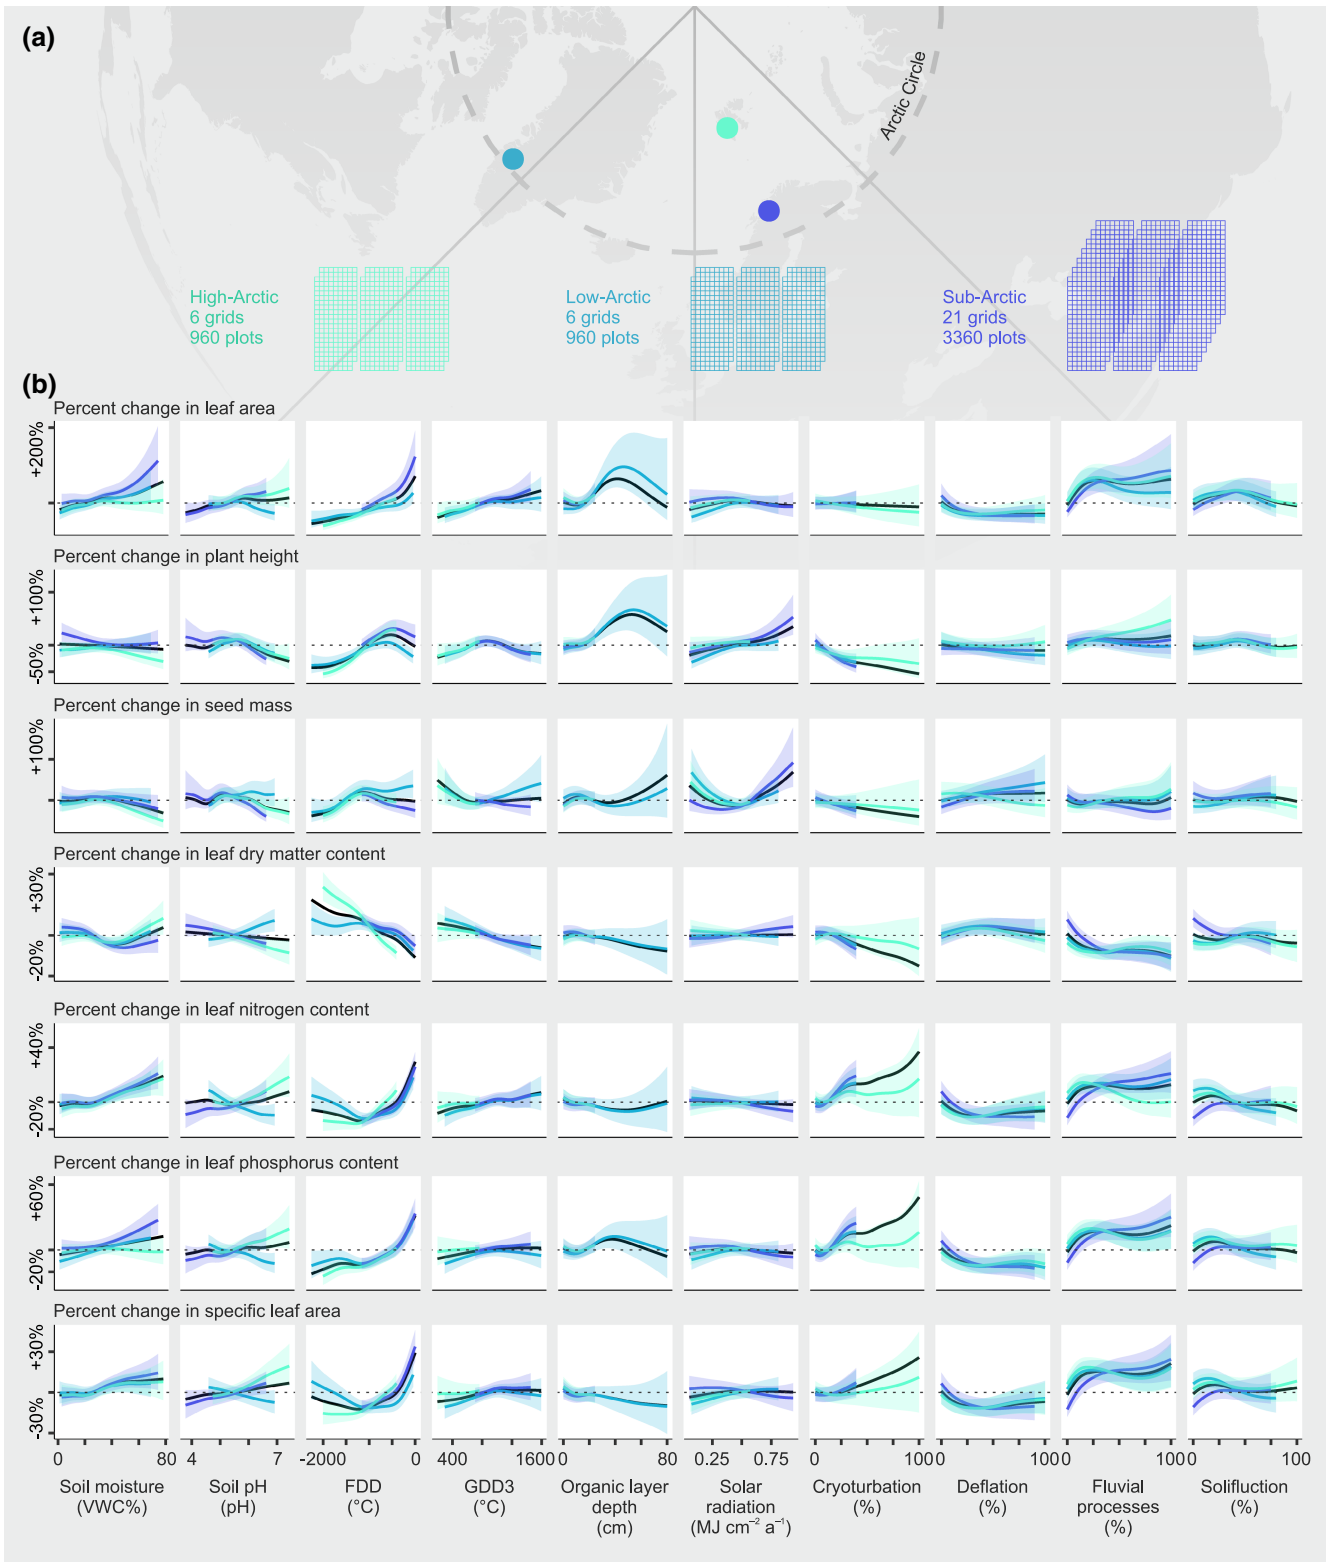 (a)
Arctic Circle
High-Arctic
6 grids
960 plots
Low-Arctic
6 grids
960 plots
Sub-Arctic
21 grids
3360 plots
(b)
Percent change in leaf area
+200%
Percent change in plant height
+100%
-50%
Percent change in seed mass
+100%
Percent change in leaf dry matter content
+30%
-20%
Percent change in leaf nitrogen content
+40%
-20%
Percent change in leaf phosphorus content
+60%
-20%
Percent change in specific leaf area
+30%
-30%
0 80 4 7 -2000 0 400 1600 0 80 0.25 0.75 0 100 0 100 0 100 0 100
Soil moisture
(VWC%)
Soil pH
(pH)
FDD
(°C)
GDD3
(°C)
Organic layer
depth
(cm)
Solar
radiation
(MJ cm⁻² a⁻¹)
Cryoturbation
(%)
Deflation
(%)
Fluvial
processes
(%)
Solifluction
(%)